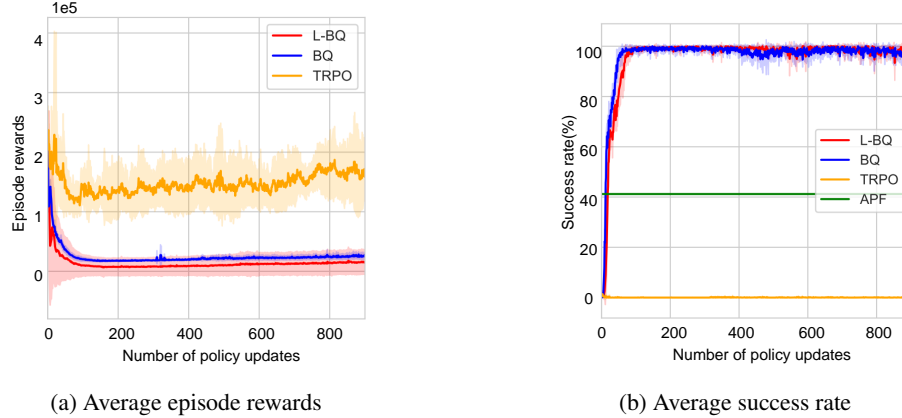 1e5
4
3
2
1
0
Episode rewards
L-BQ
BQ
TRPO
0 200 400 600 800
Number of policy updates
(a) Average episode rewards
100
80
60
40
20
0
Success rate(%)
L-BQ
BQ
TRPO
APF
0 200 400 600 800
Number of policy updates
(b) Average success rate